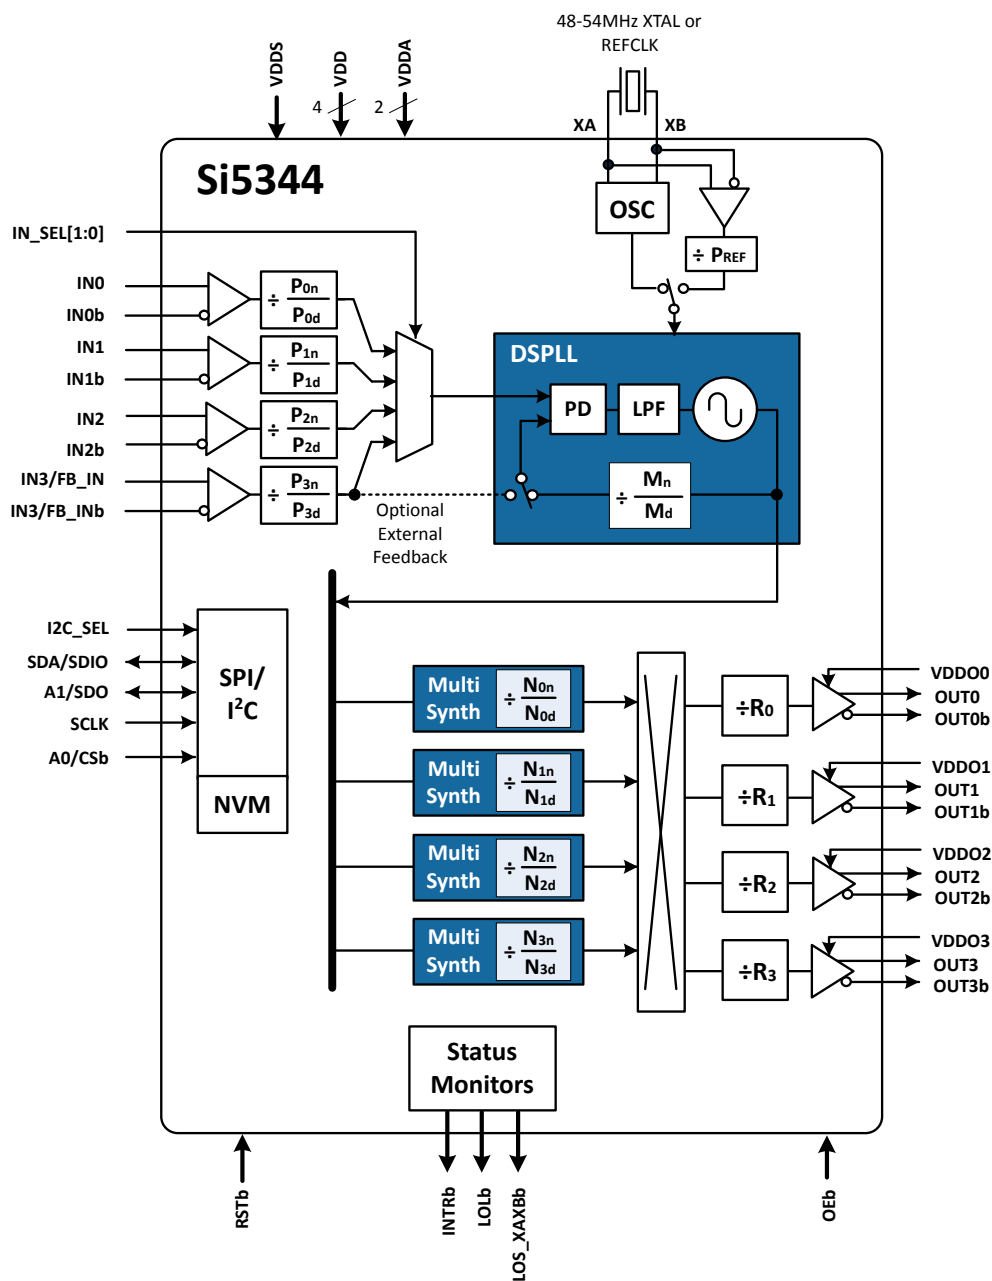 48-54MHz XTAL or
REFCLK
VDDS
VDD
VDDA
4
2
XA
XB
Si5344
OSC
÷ PREF
IN_SEL[1:0]
IN0
IN0b
÷ P0n
P0d
IN1
IN1b
÷ P1n
P1d
IN2
IN2b
÷ P2n
P2d
IN3/FB_IN
IN3/FB_INb
÷ P3n
P3d
DSPLL
PD
LPF
÷ Mn
Md
Optional
External
Feedback
I2C_SEL
SDA/SDIO
A1/SDO
SCLK
A0/CSb
SPI/
I²C
NVM
Multi
Synth
÷ N0n
N0d
Multi
Synth
÷ N1n
N1d
Multi
Synth
÷ N2n
N2d
Multi
Synth
÷ N3n
N3d
÷R0
÷R1
÷R2
÷R3
VDDO0
OUT0
OUT0b
VDDO1
OUT1
OUT1b
VDDO2
OUT2
OUT2b
VDDO3
OUT3
OUT3b
Status
Monitors
RSTb
INTRb
LOLb
LOS_XAXBb
OEb